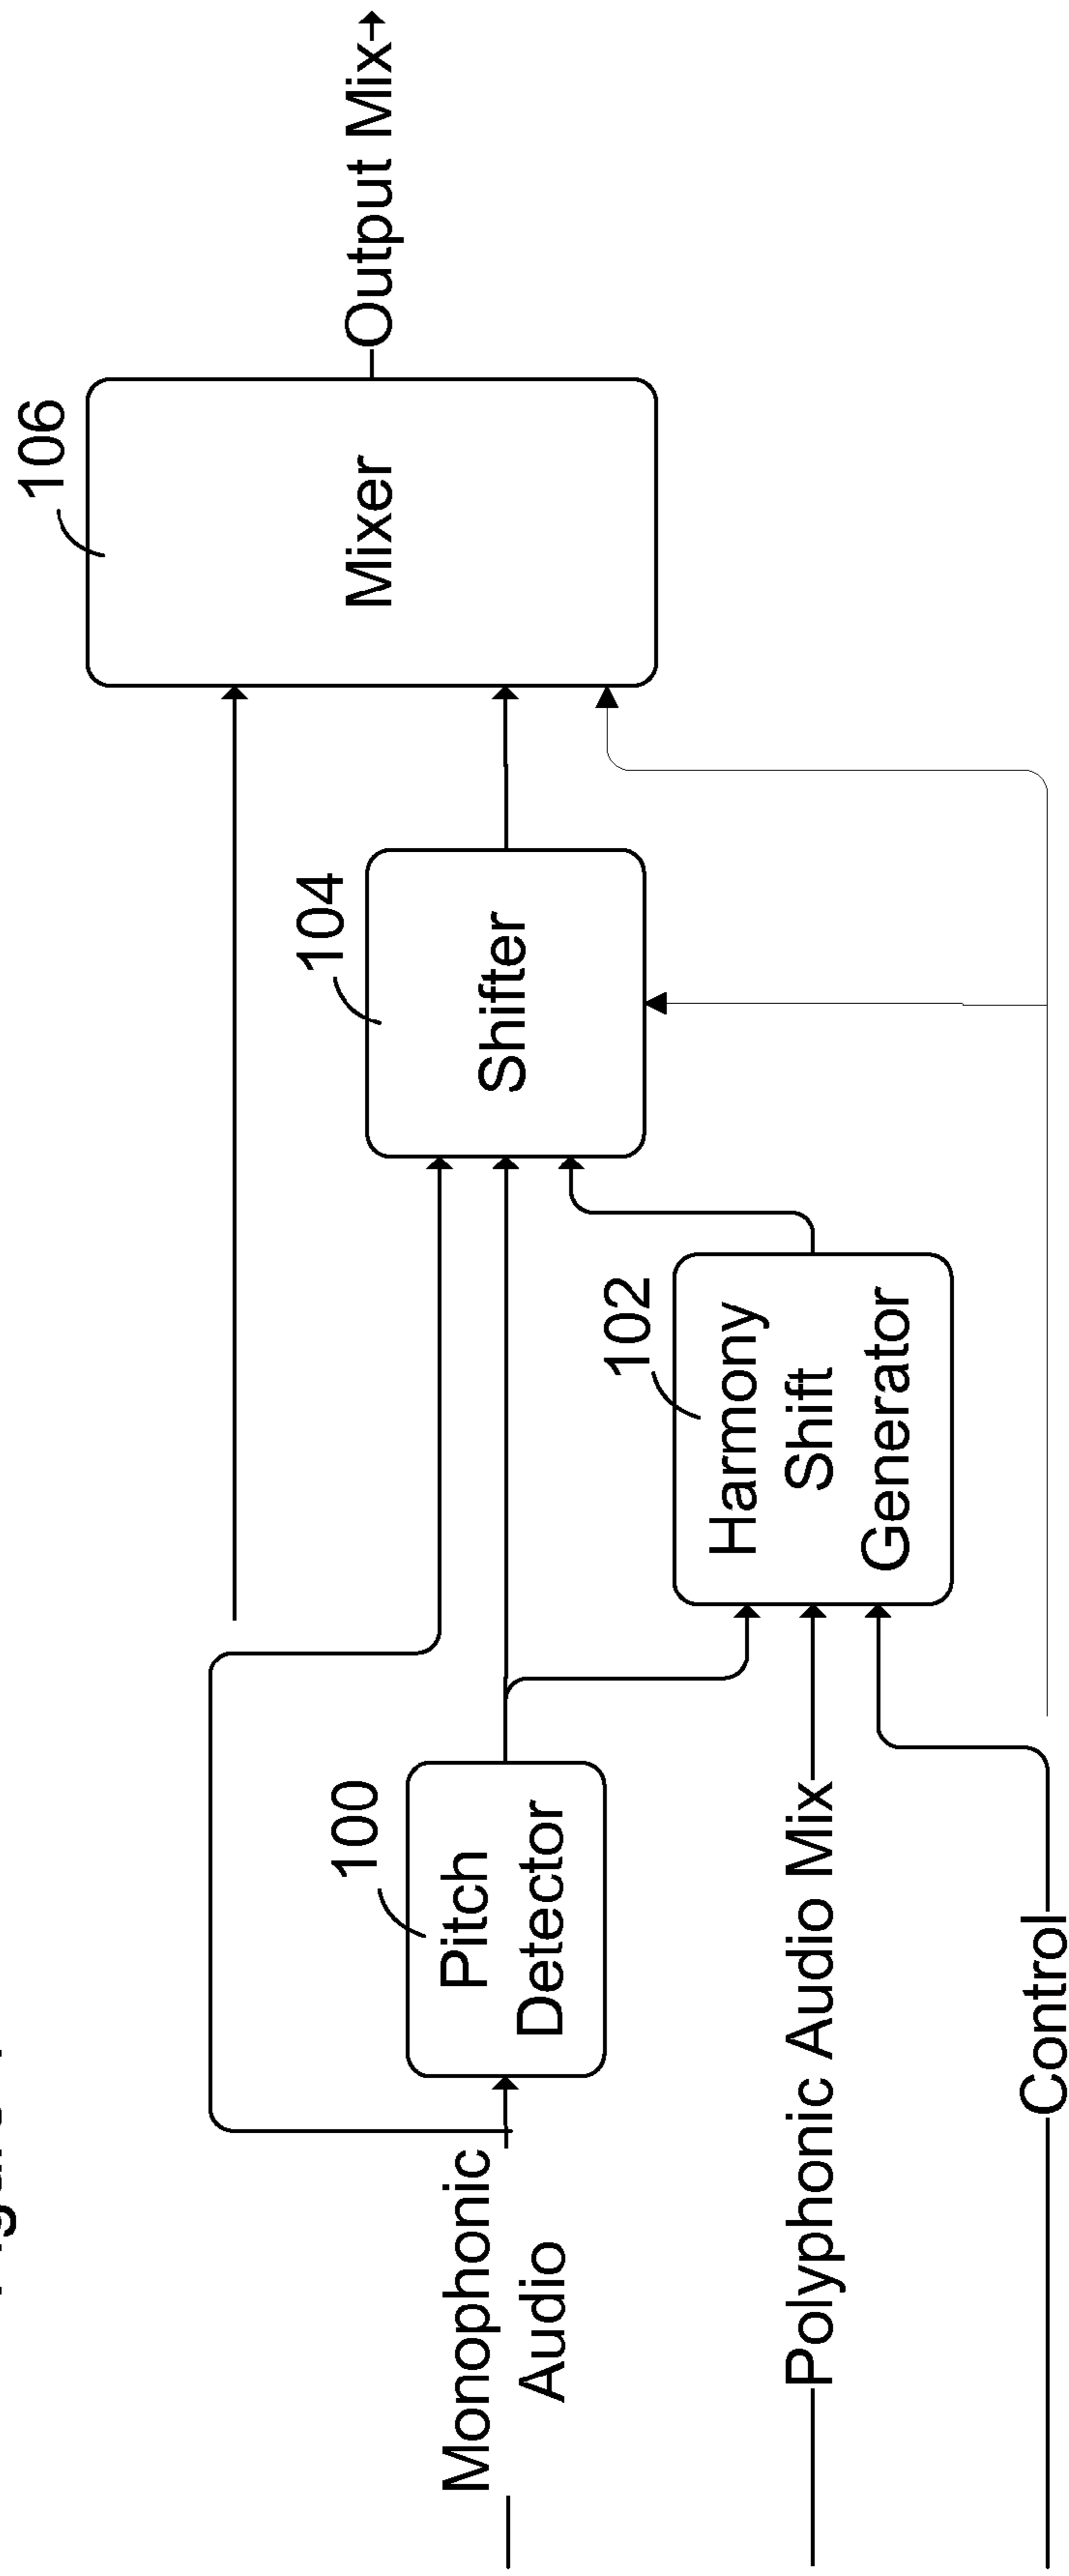 Monophonic
Audio
100
Pitch
Detector
Polyphonic Audio Mix
Control
102
Harmony
Shift
Generator
104
Shifter
106
Mixer
Output Mix